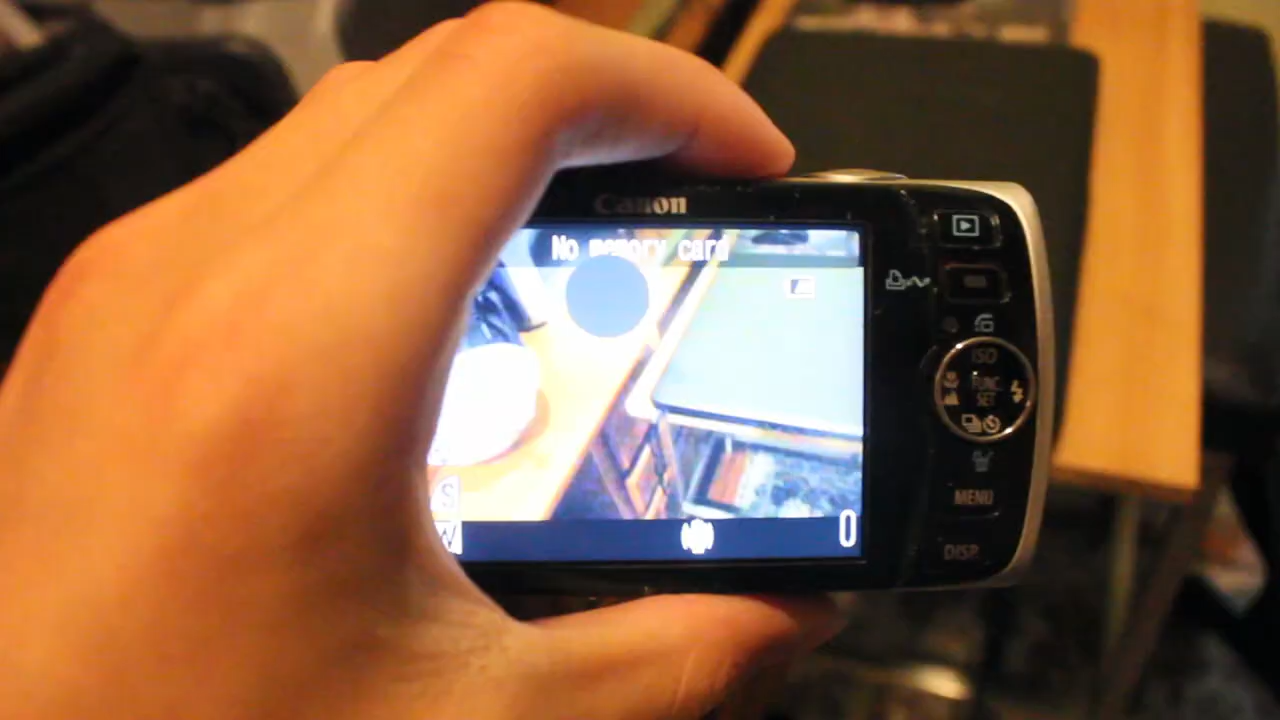 Canon
No memory card
ISO
FUNC.
SET
S
W
0
MENU
DISP.